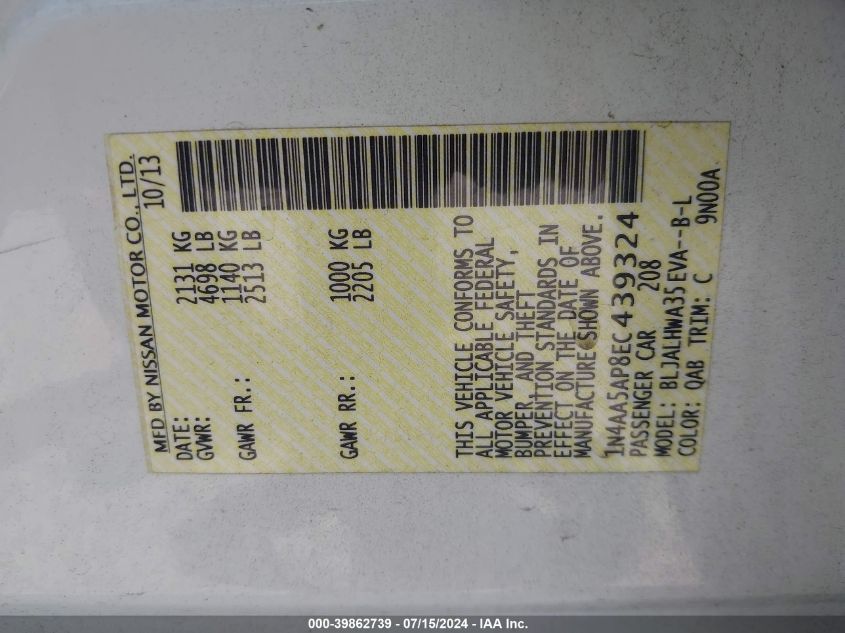 MFD BY NISSAN MOTOR CO., LTD.
DATE: 10/13
GVWR: 2131 KG
4698 LB
GAWR FR.: 1140 KG
2513 LB
GAWR RR.: 1000 KG
2205 LB
THIS VEHICLE CONFORMS TO
ALL APPLICABLE FEDERAL
MOTOR VEHICLE SAFETY,
BUMPER, AND THEFT
PREVENTION STANDARDS IN
EFFECT ON THE DATE OF
MANUFACTURE SHOWN ABOVE.
1N4AA5AP8EC439324
PASSENGER CAR 208
MODEL: BLJALHWA35EVA--B-L
COLOR: QAB TRIM: C 9N00A
000-39862739 - 07/15/2024 - IAA Inc.